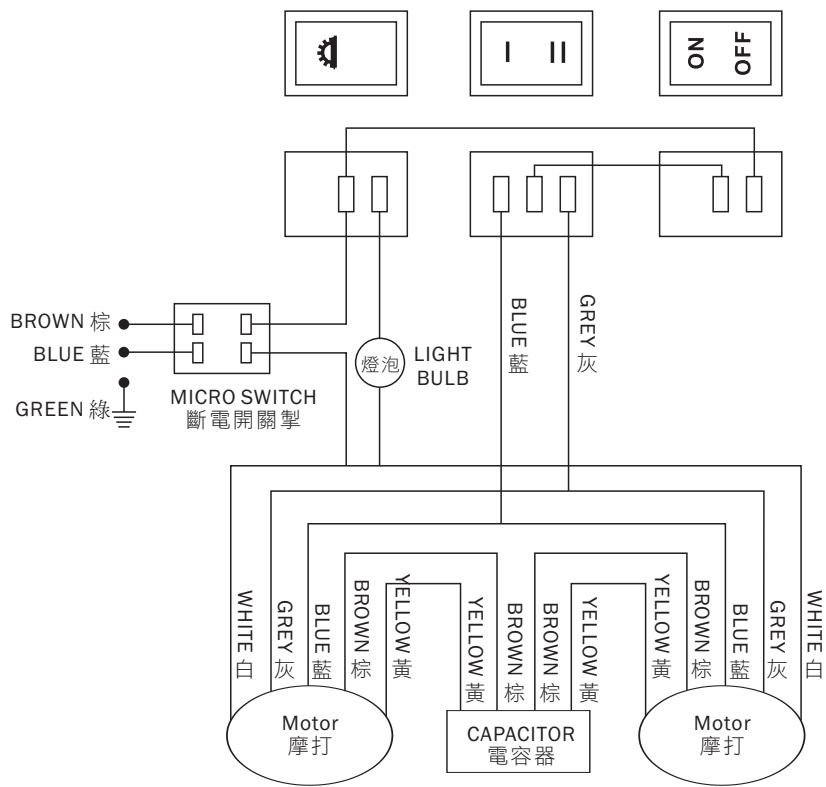 I II
ON OFF
BROWN 棕
BLUE 藍
GREEN 綠
MICRO SWITCH
斷電開關掣
燈泡
LIGHT
BULB
BLUE 藍
GREY 灰
WHITE 白
GREY 灰
BLUE 藍
BROWN 棕
YELLOW 黃
YELLOW 黃
BROWN 棕
BROWN 棕
YELLOW 黃
YELLOW 黃
BROWN 棕
BLUE 藍
GREY 灰
WHITE 白
Motor
摩打
CAPACITOR
電容器
Motor
摩打